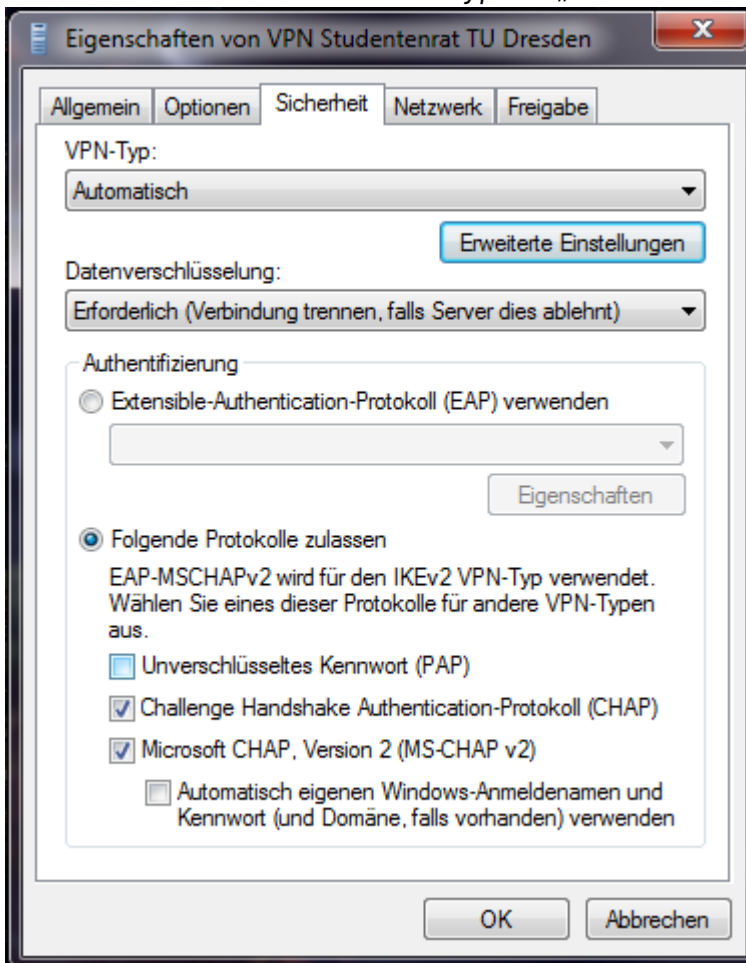 Eigenschaften von VPN Studentenrat TU Dresden
Allgemein Optionen Sicherheit Netzwerk Freigabe
VPN-Typ:
Automatisch
Erweiterte Einstellungen
Datenverschlüsselung:
Erforderlich (Verbindung trennen, falls Server dies ablehnt)
Authentifizierung
Extensible-Authentication-Protokoll (EAP) verwenden
Eigenschaften
Folgende Protokolle zulassen
EAP-MSCHAPv2 wird für den IKEv2 VPN-Typ verwendet.
Wählen Sie eines dieser Protokolle für andere VPN-Typen
aus.
Unverschlüsseltes Kennwort (PAP)
Challenge Handshake Authentication-Protokoll (CHAP)
Microsoft CHAP, Version 2 (MS-CHAP v2)
Automatisch eigenen Windows-Anmeldenamen und
Kennwort (und Domäne, falls vorhanden) verwenden
OK Abbrechen